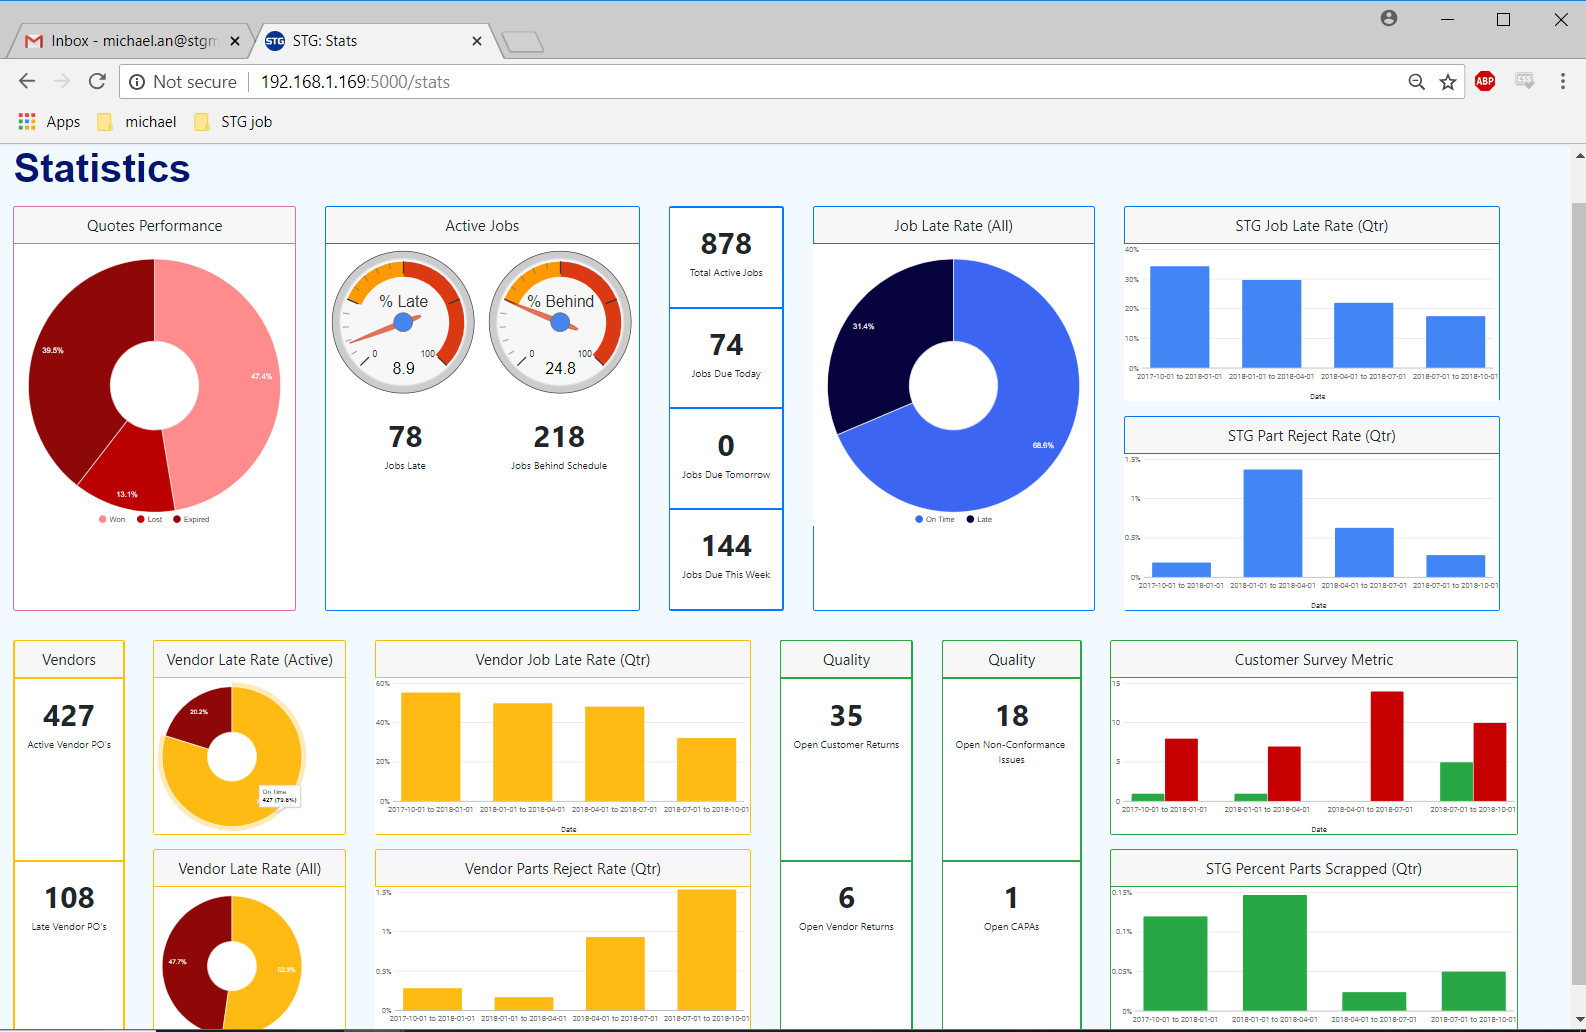 Inbox - michael.an@stgm
STG
STG: Stats
Not secure
192.168.1.169:5000/stats
ABP
CSS
Apps
michael
STG job
Statistics
Quotes Performance
39.5%
47.4%
13.1%
Won
Lost
Expired
Active Jobs
% Late
0
100
8.9
% Behind
0
100
24.8
78
Jobs Late
218
Jobs Behind Schedule
878
Total Active Jobs
74
Jobs Due Today
0
Jobs Due Tomorrow
144
Jobs Due This Week
Job Late Rate (All)
31.4%
68.6%
On Time
Late
STG Job Late Rate (Qtr)
40%
30%
20%
10%
0%
2017-10-01 to 2018-01-01
2018-01-01 to 2018-04-01
2018-04-01 to 2018-07-01
2018-07-01 to 2018-10-01
Date
STG Part Reject Rate (Qtr)
1.5%
1%
0.5%
0%
2017-10-01 to 2018-01-01
2018-01-01 to 2018-04-01
2018-04-01 to 2018-07-01
2018-07-01 to 2018-10-01
Date
Vendors
427
Active Vendor PO's
108
Late Vendor PO's
Vendor Late Rate (Active)
20.2%
On Time
427 (79.8%)
Vendor Late Rate (All)
47.7%
52.3%
Vendor Job Late Rate (Qtr)
60%
40%
20%
0%
2017-10-01 to 2018-01-01
2018-01-01 to 2018-04-01
2018-04-01 to 2018-07-01
2018-07-01 to 2018-10-01
Date
Vendor Parts Reject Rate (Qtr)
1.5%
1%
0.5%
0%
2017-10-01 to 2018-01-01
2018-01-01 to 2018-04-01
2018-04-01 to 2018-07-01
2018-07-01 to 2018-10-01
Quality
35
Open Customer Returns
6
Open Vendor Returns
Quality
18
Open Non-Conformance
Issues
1
Open CAPAs
Customer Survey Metric
15
10
5
0
2017-10-01 to 2018-01-01
2018-01-01 to 2018-04-01
2018-04-01 to 2018-07-01
2018-07-01 to 2018-10-01
Date
STG Percent Parts Scrapped (Qtr)
0.15%
0.1%
0.05%
0%
2017-10-01 to 2018-01-01
2018-01-01 to 2018-04-01
2018-04-01 to 2018-07-01
2018-07-01 to 2018-10-01